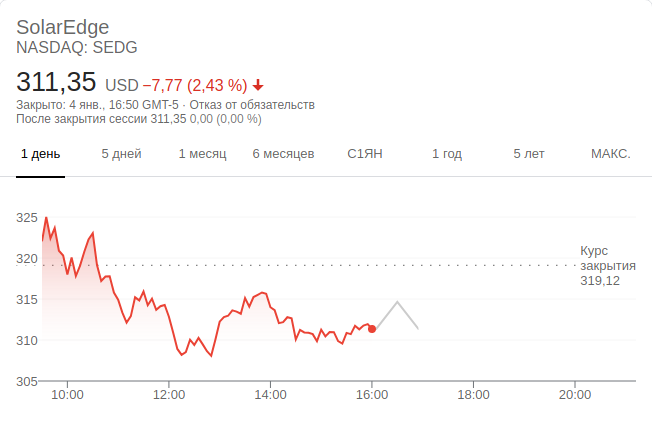 SolarEdge
NASDAQ: SEDG
311,35 USD −7,77 (2,43 %)
Закрыто: 4 янв., 16:50 GMT-5 · Отказ от обязательств
После закрытия сессии 311,35 0,00 (0,00 %)
1 день 5 дней 1 месяц 6 месяцев С1ЯН 1 год 5 лет МАКС.
325
320
315
310
305
Курс
закрытия
319,12
10:00 12:00 14:00 16:00 18:00 20:00